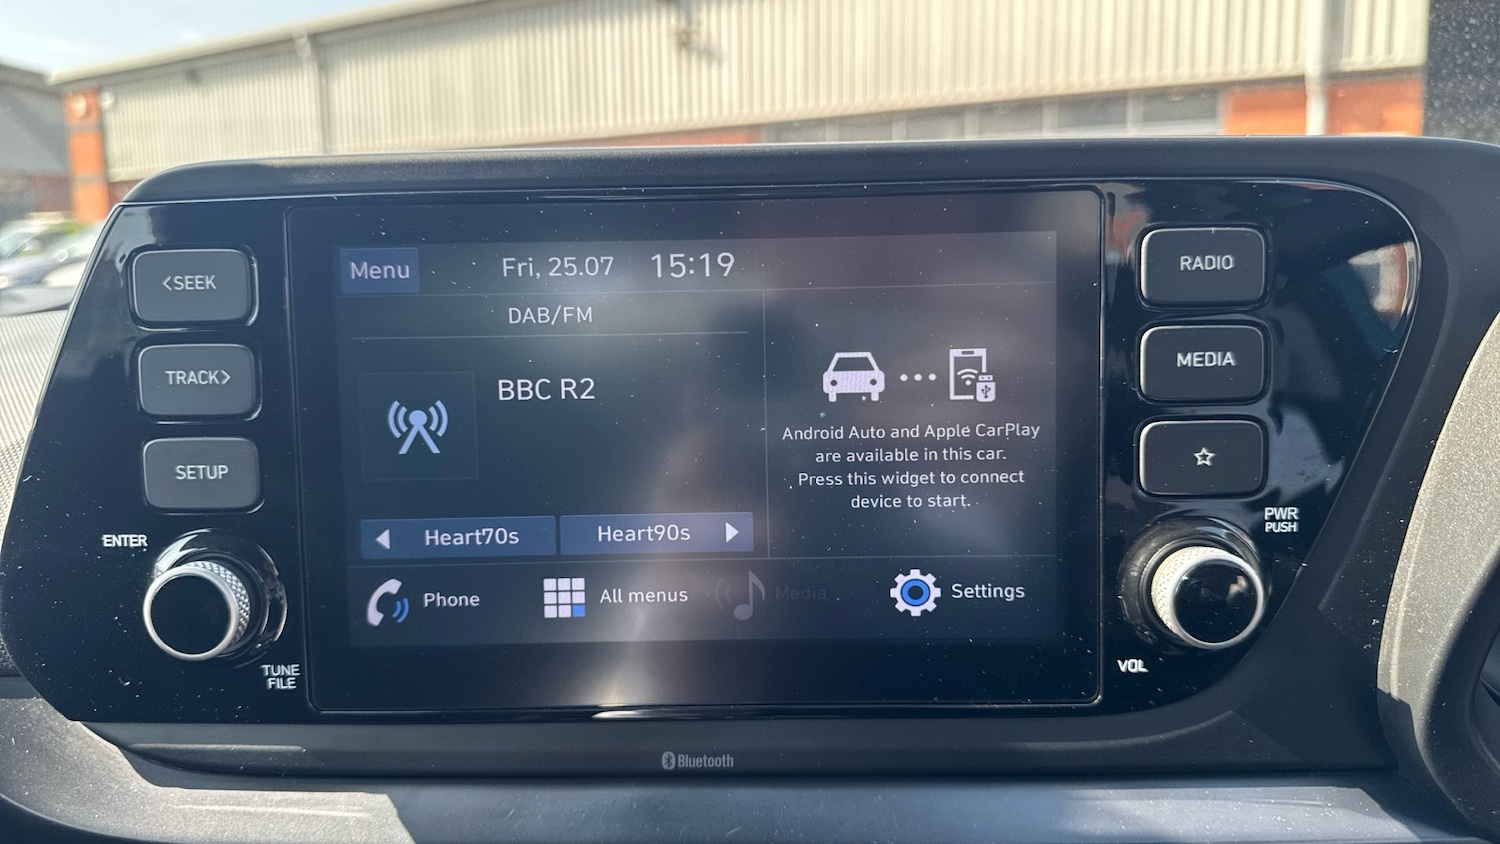 <SEEK
TRACK>
SETUP
ENTER
TUNE
FILE
Menu
Fri, 25.07
15:19
DAB/FM
BBC R2
Heart70s
Heart90s
Android Auto and Apple CarPlay
are available in this car.
Press this widget to connect
device to start.
Phone
All menus
Media
Settings
RADIO
MEDIA
PWR
PUSH
VOL
Bluetooth